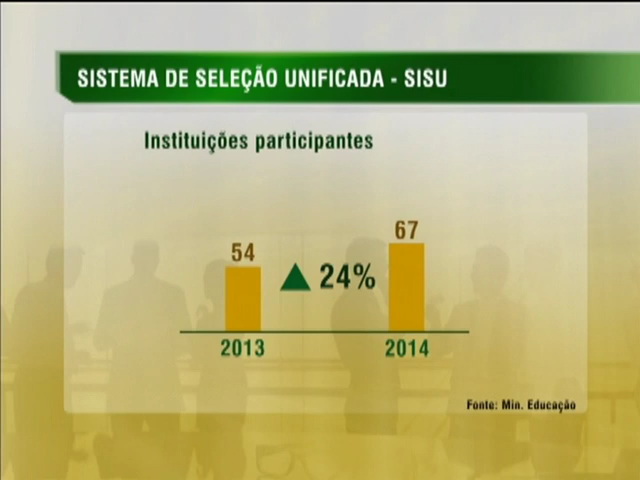 SISTEMA DE SELEÇÃO UNIFICADA - SISU
Instituições participantes
54
67
24%
2013
2014
Fonte: Min. Educação